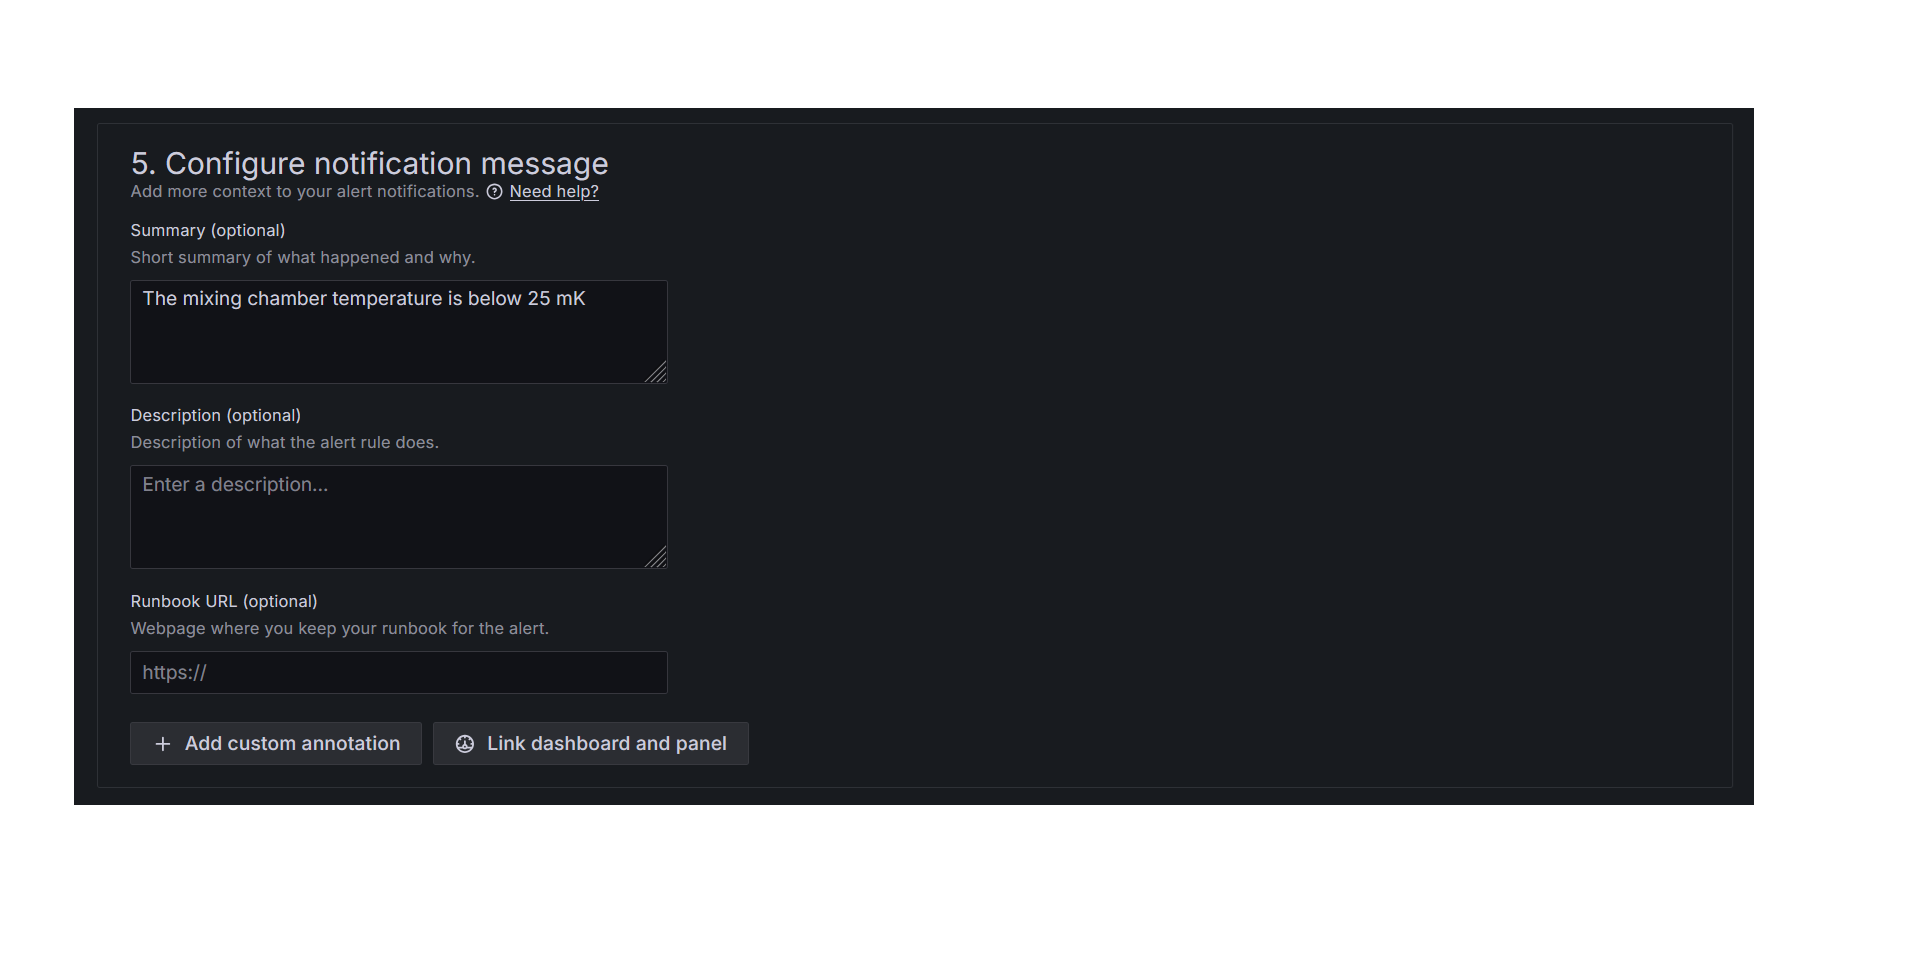 5. Configure notification message
Add more context to your alert notifications. Need help?
Summary (optional)
Short summary of what happened and why.
The mixing chamber temperature is below 25 mK
Description (optional)
Description of what the alert rule does.
Enter a description...
Runbook URL (optional)
Webpage where you keep your runbook for the alert.
https://
Add custom annotation Link dashboard and panel